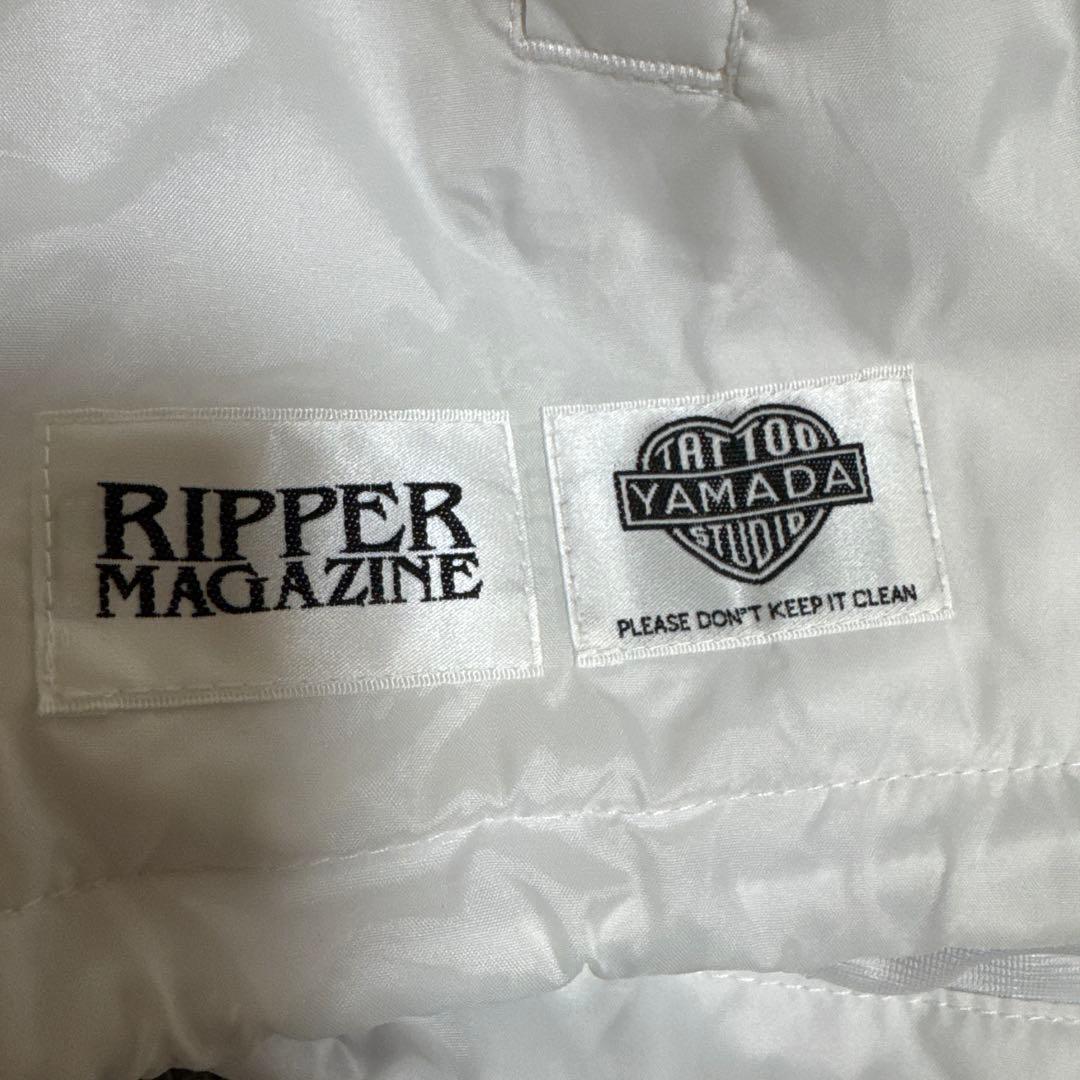 RIPPER
MAGAZINE
TATTOO
YAMADA
STUDIO
PLEASE DON'T KEEP IT CLEAN